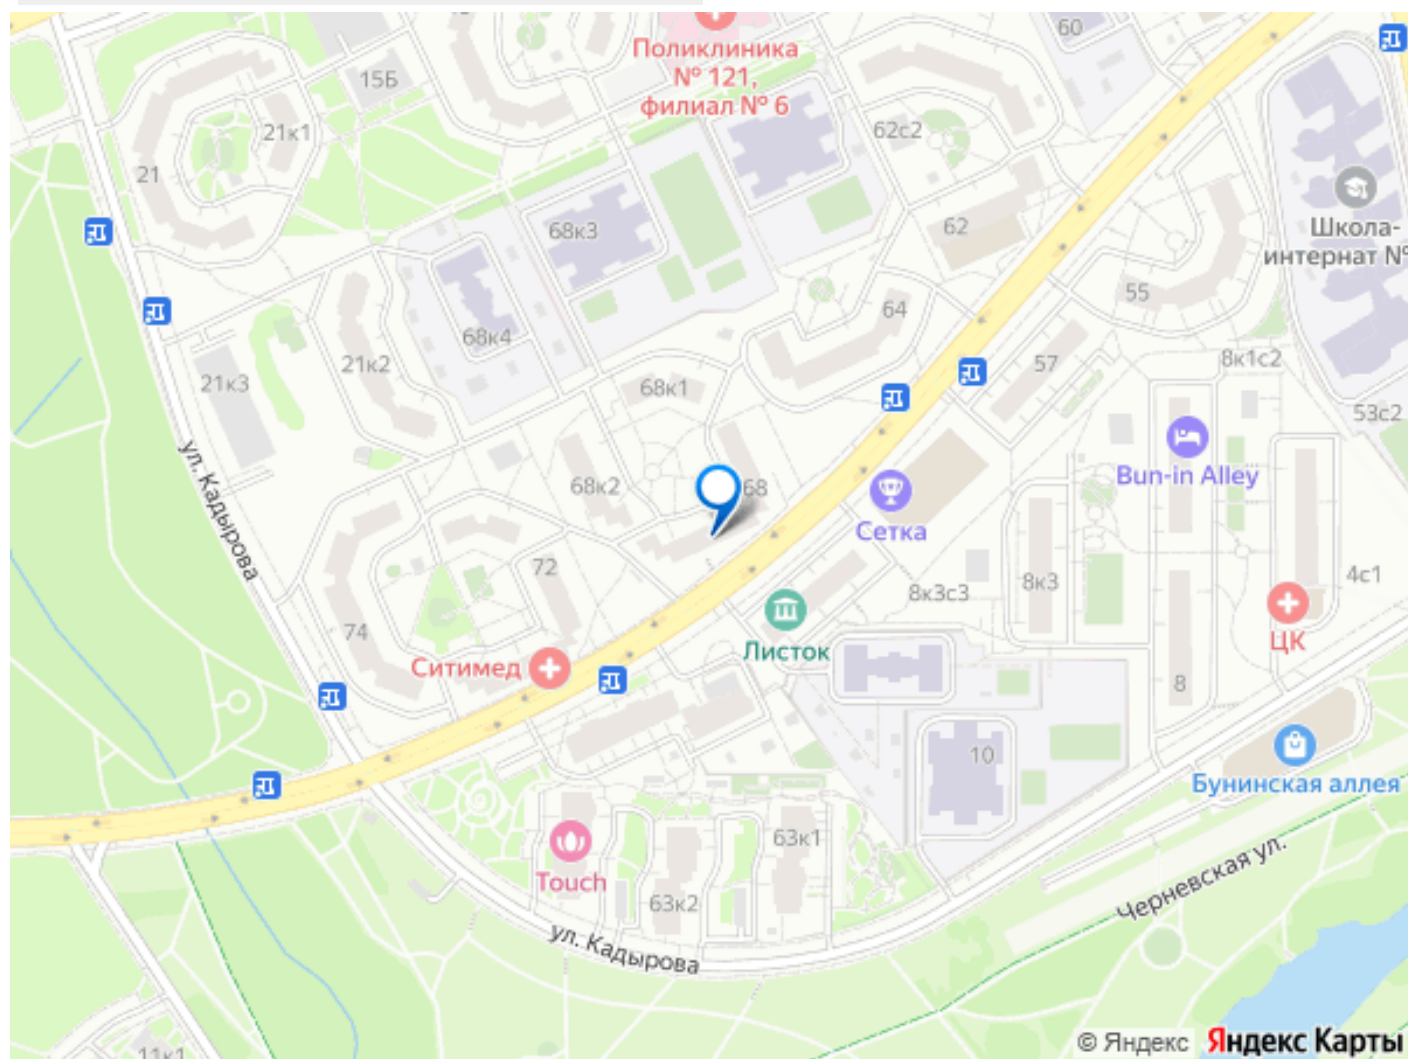 60
Поликлиника
№ 121,
филиал № 6
15Б
21к1
62с2
21
68к3
62
Школа-
интернат №
55
64
68к4
21к2
8к1с2
57
21к3
68к1
53с2
ул. Кадырова
Bun-in Alley
68к2
68
Сетка
72
4с1
8к3
8к3с3
74
Листок
ЦК
Ситимед
8
10
Бунинская аллея
63к1
Touch
Черневская ул.
63к2
ул. Кадырова
11к1
© Яндекс Яндекс Карты